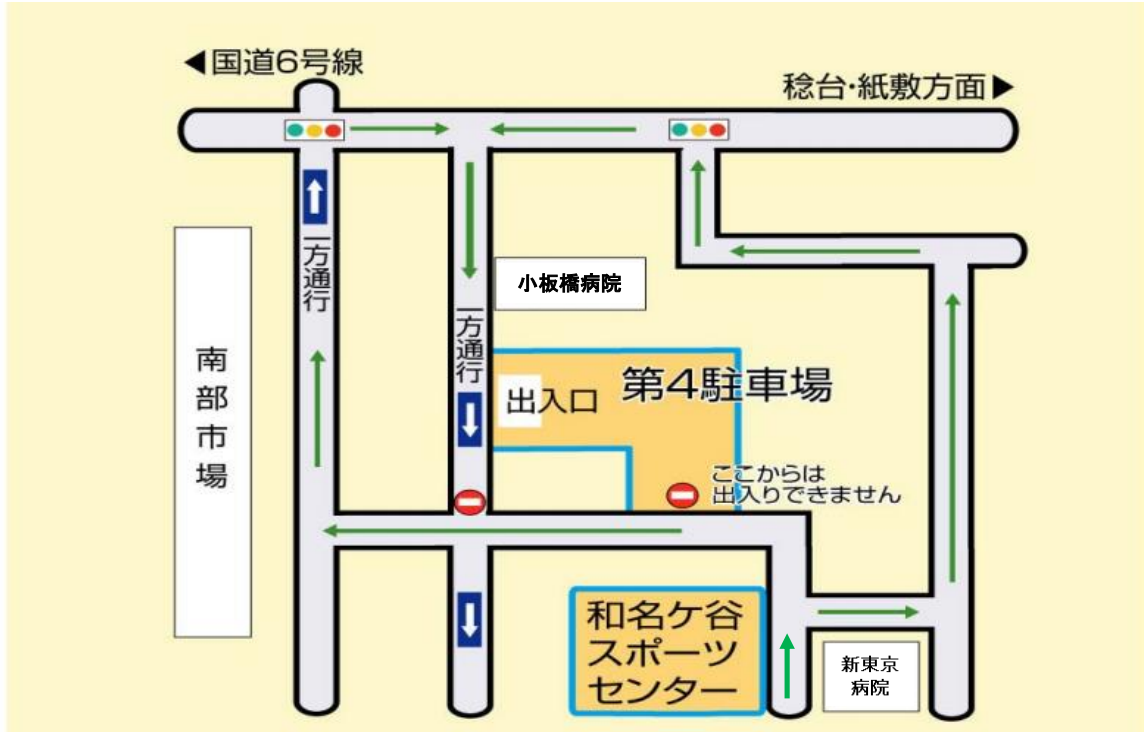 ◀国道6号線
稔台・紙敷方面▶
一方通行
小板橋病院
一方通行
南部市場
出入口
第4駐車場
ここからは
出入りできません
和名ケ谷
スポーツ
センター
新東京
病院